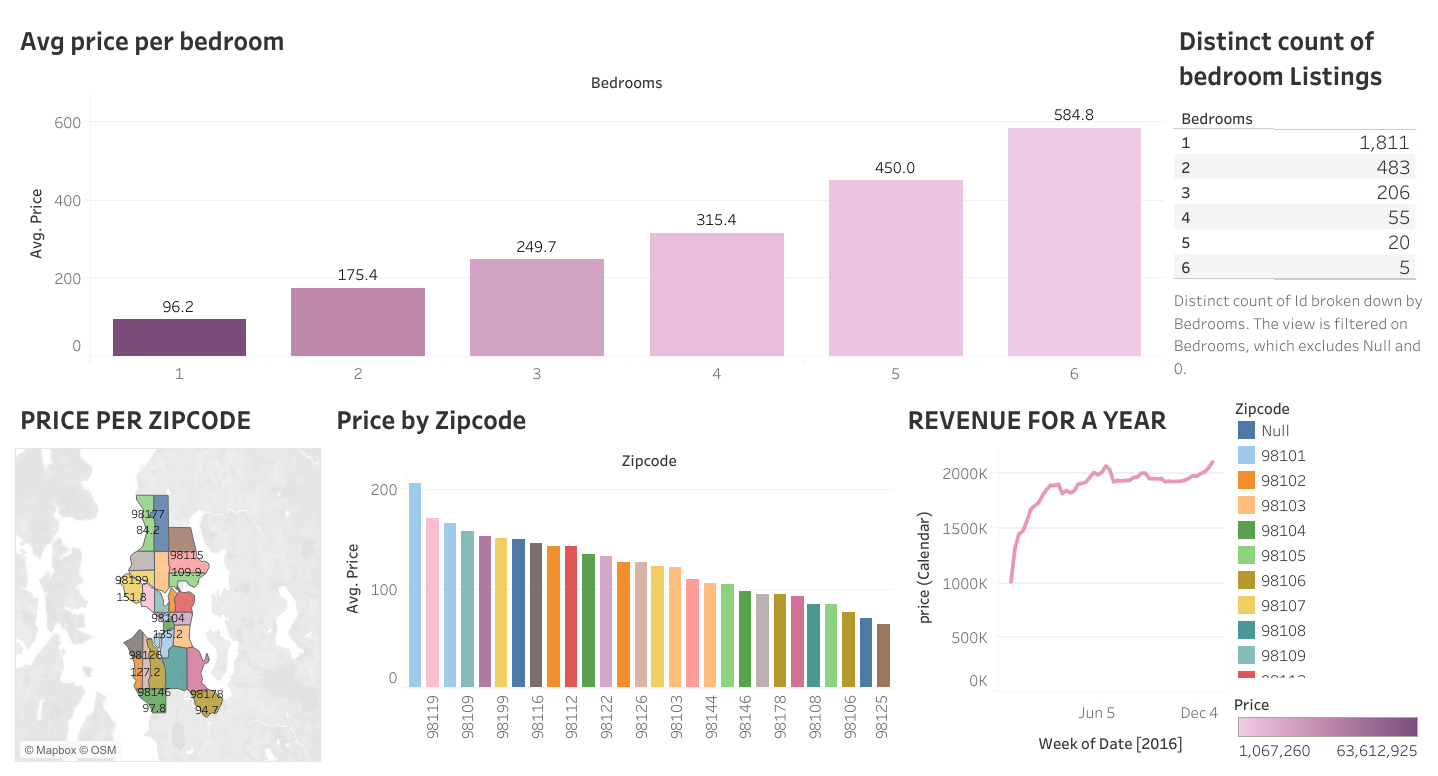 Avg price per bedroom
Bedrooms
Avg. Price
600
400
200
0
96.2
175.4
249.7
315.4
450.0
584.8
1
2
3
4
5
6
Distinct count of
bedroom Listings
Bedrooms
1 1,811
2 483
3 206
4 55
5 20
6 5
Distinct count of Id broken down by
Bedrooms. The view is filtered on
Bedrooms, which excludes Null and
0.
PRICE PER ZIPCODE
98177
84.2
98115
109.9
98199
151.8
98104
135.2
98126
127.2
98146
97.8
98178
94.7
© Mapbox © OSM
Price by Zipcode
Zipcode
Avg. Price
200
100
0
98119
98109
98199
98116
98112
98122
98126
98103
98144
98146
98178
98108
98106
98125
REVENUE FOR A YEAR
price (Calendar)
2000K
1500K
1000K
500K
0K
Jun 5
Dec 4
Week of Date [2016]
Zipcode
Null
98101
98102
98103
98104
98105
98106
98107
98108
98109
Price
1,067,260 63,612,925